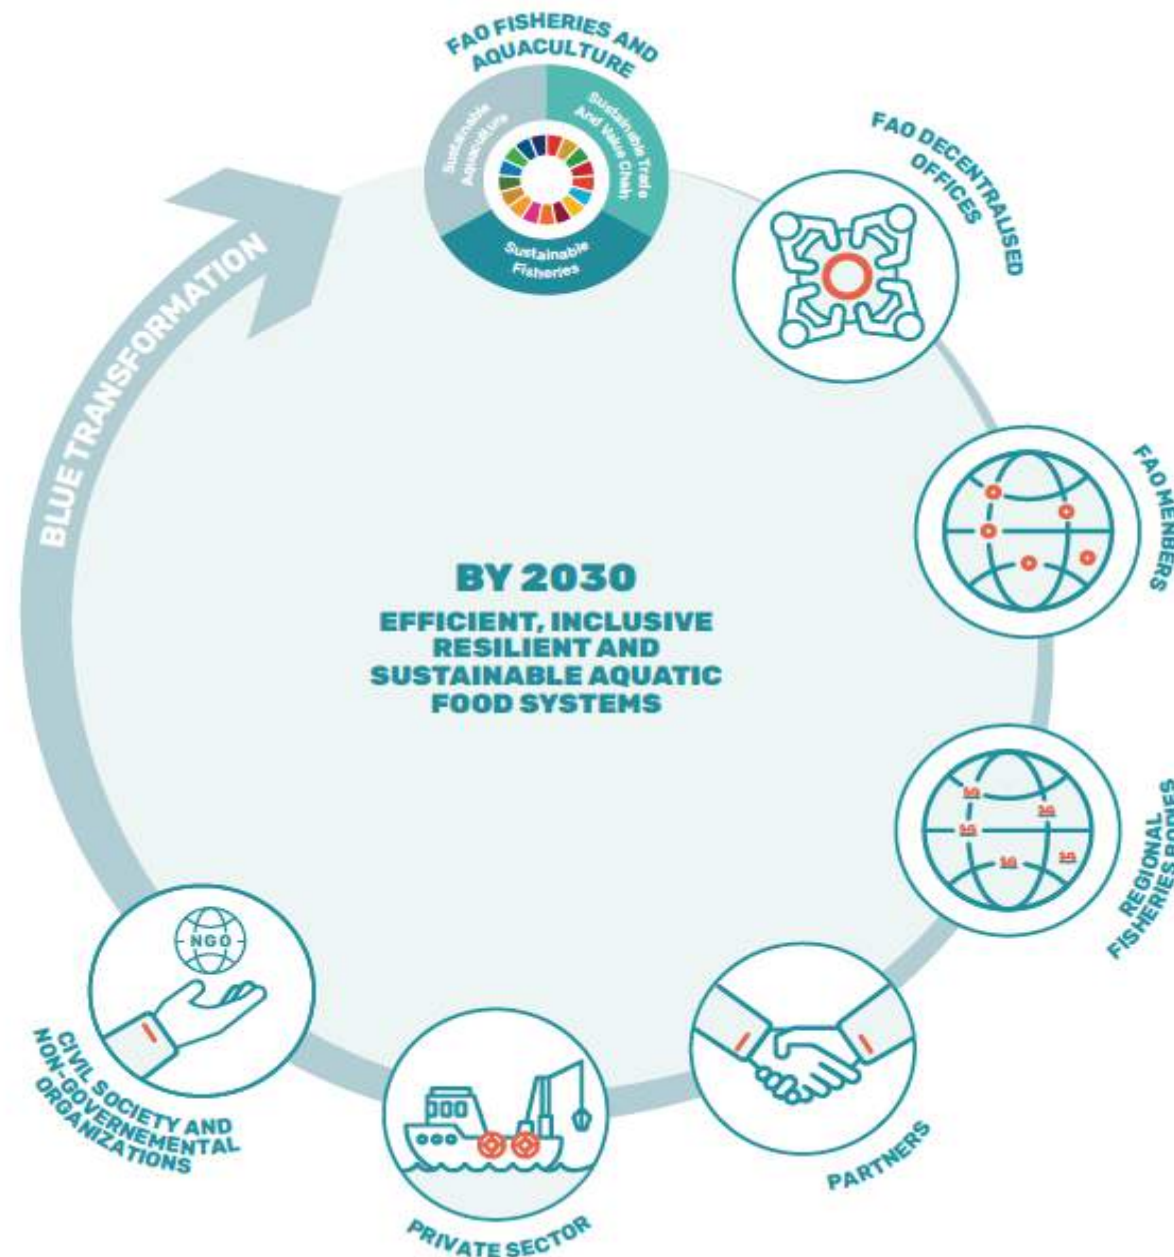 FAO FISHERIES AND
AQUACULTURE
Sustainable
Aquaculture
Sustainable Trade
And Value Chain
Sustainable
Fisheries
FAO DECENTRALISED
OFFICES
FAO MENBERS
REGIONAL
FISHERIES BODIES
PARTNERS
PRIVATE SECTOR
CIVIL SOCIETY AND
NON-GOVERNEMENTAL
ORGANIZATIONS
NGO
BLUE TRANSFORMATION
BY 2030
EFFICIENT, INCLUSIVE
RESILIENT AND
SUSTAINABLE AQUATIC
FOOD SYSTEMS